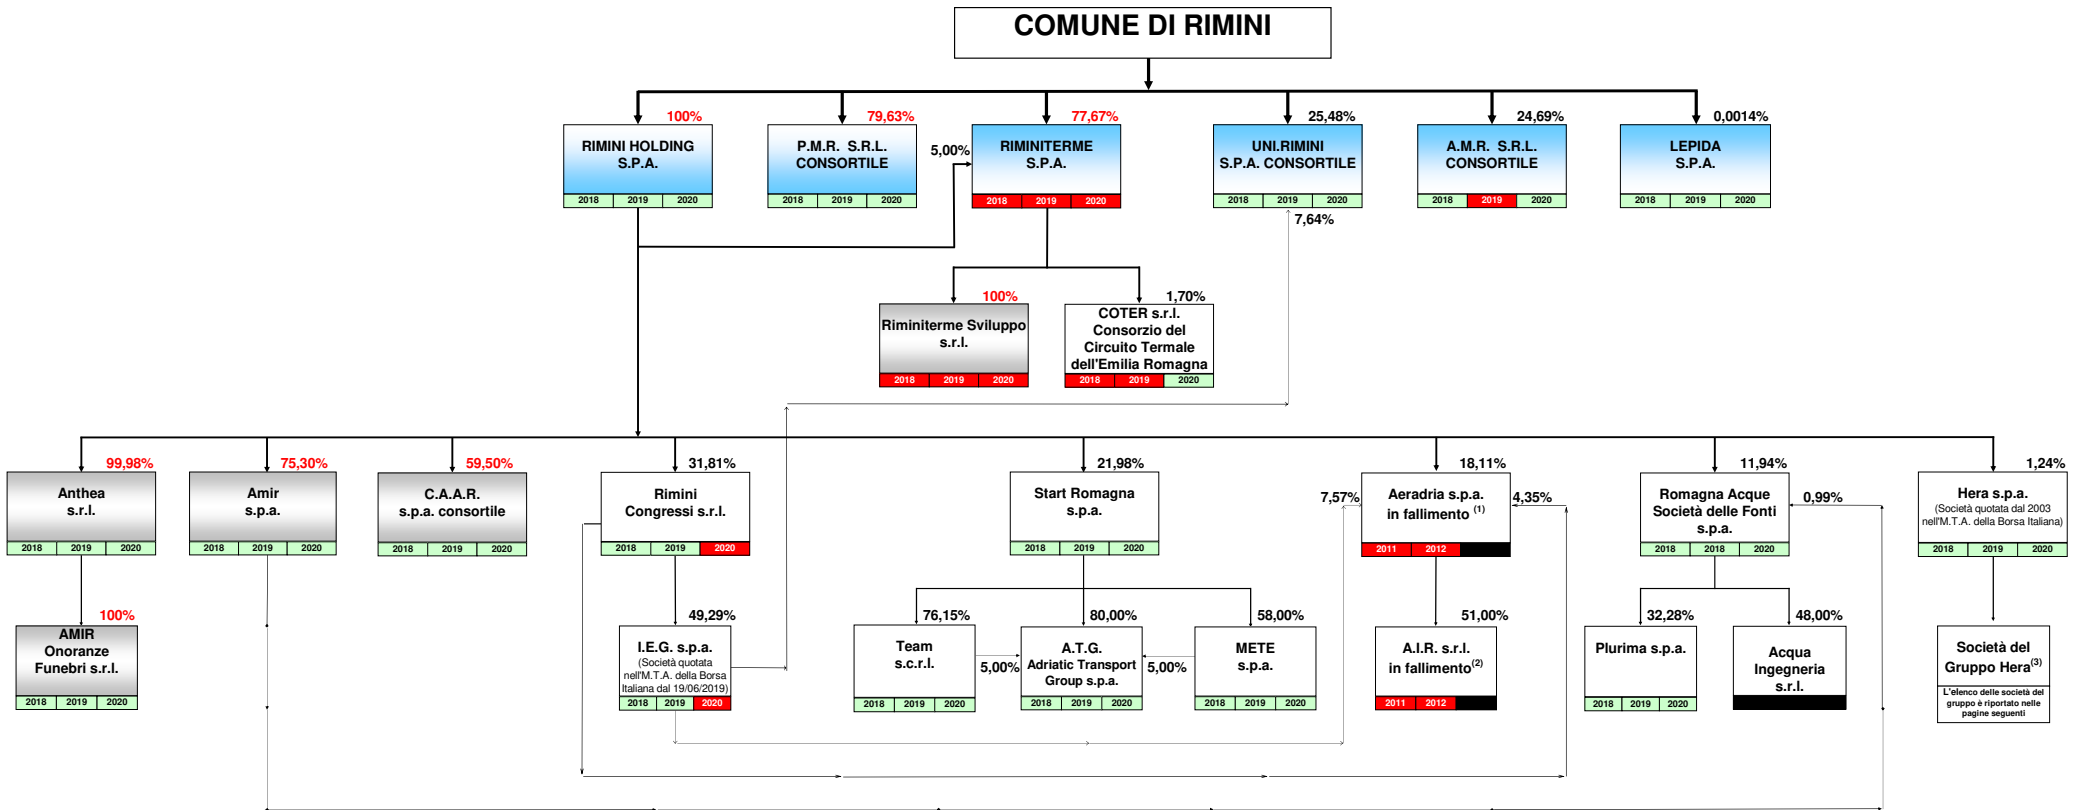 COMUNE DI RIMINI
100%
79,63%
77,67%
25,48%
24,69%
0,0014%
RIMINI HOLDING
S.P.A.
2018 2019 2020
P.M.R. S.R.L.
CONSORTILE
2018 2019 2020
5,00%
RIMINITERME
S.P.A.
2018 2019 2020
UNI.RIMINI
S.P.A. CONSORTILE
2018 2019 2020
7,64%
A.M.R. S.R.L.
CONSORTILE
2018 2019 2020
LEPIDA
S.P.A.
2018 2019 2020
100%
Riminiterme Sviluppo
s.r.l.
2018 2019 2020
1,70%
COTER s.r.l.
Consorzio del
Circuito Termale
dell'Emilia Romagna
2018 2019 2020
99,98%
Anthea
s.r.l.
2018 2019 2020
75,30%
Amir
s.p.a.
2018 2019 2020
59,50%
C.A.A.R.
s.p.a. consortile
2018 2019 2020
31,81%
Rimini
Congressi s.r.l.
2018 2019 2020
21,98%
Start Romagna
s.p.a.
2018 2019 2020
18,11%
7,57%
Aeradria s.p.a.
in fallimento (1)
4,35%
2011 2012
11,94%
Romagna Acque
Società delle Fonti
s.p.a.
0,99%
2018 2018 2020
1,24%
Hera s.p.a.
(Società quotata dal 2003
nell'M.T.A. della Borsa Italiana)
2018 2019 2020
100%
AMIR
Onoranze
Funebri s.r.l.
2018 2019 2020
49,29%
I.E.G. s.p.a.
(Società quotata
nell'M.T.A. della Borsa
Italiana dal 19/06/2019)
2018 2019 2020
76,15%
Team
s.c.r.l.
2018 2019 2020
5,00%
80,00%
A.T.G.
Adriatic Transport
Group s.p.a.
2018 2019 2020
5,00%
58,00%
METE
s.p.a.
2018 2019 2020
51,00%
A.I.R. s.r.l.
in fallimento(2)
2011 2012
32,28%
Plurima s.p.a.
2018 2019 2020
48,00%
Acqua
Ingegneria
s.r.l.
Società del
Gruppo Hera(3)
L'elenco delle società del
gruppo è riportato nelle
pagine seguenti